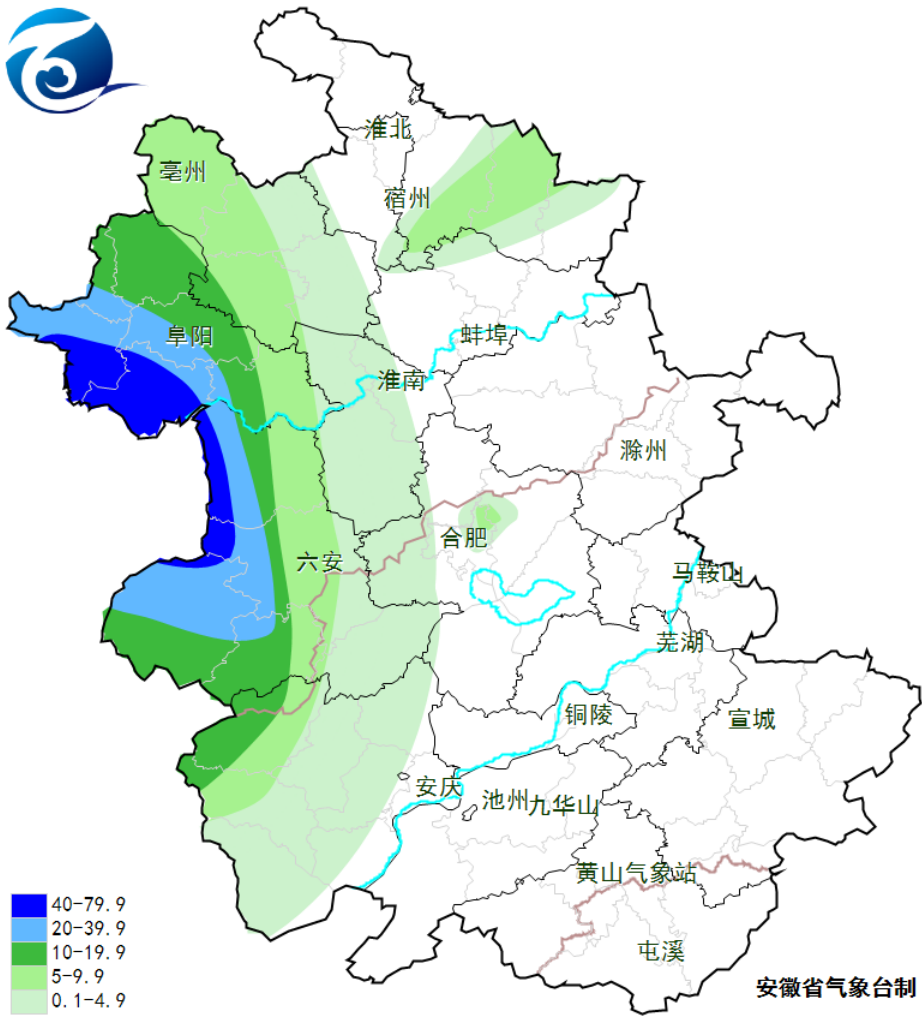 淮北
亳州
宿州
阜阳
蚌埠
淮南
滁州
合肥
六安
马鞍山
芜湖
铜陵
宣城
安庆
池州
九华山
黄山气象站
屯溪
40-79.9
20-39.9
10-19.9
5-9.9
0.1-4.9
安徽省气象台制